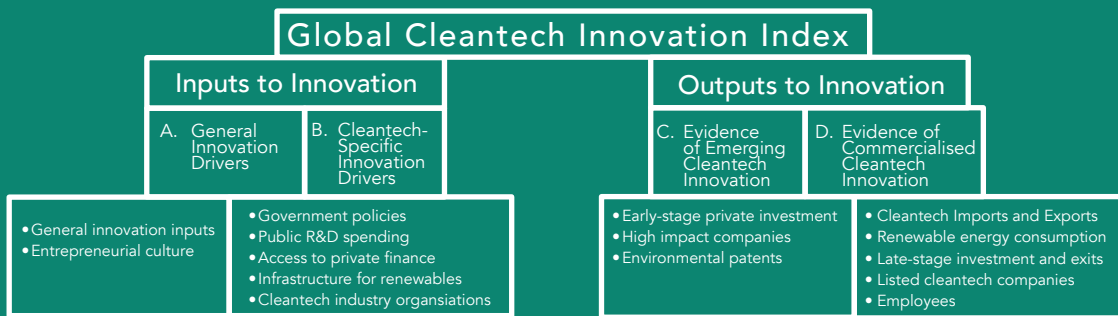 Global Cleantech Innovation Index
Inputs to Innovation
Outputs to Innovation
A. General
Innovation
Drivers
B. Cleantech-
Specific
Innovation
Drivers
C. Evidence
of Emerging
Cleantech
Innovation
D. Evidence of
Commercialised
Cleantech
Innovation
• General innovation inputs
• Entrepreneurial culture
• Government policies
• Public R&D spending
• Access to private finance
• Infrastructure for renewables
• Cleantech industry organsiations
• Early-stage private investment
• High impact companies
• Environmental patents
• Cleantech Imports and Exports
• Renewable energy consumption
• Late-stage investment and exits
• Listed cleantech companies
• Employees